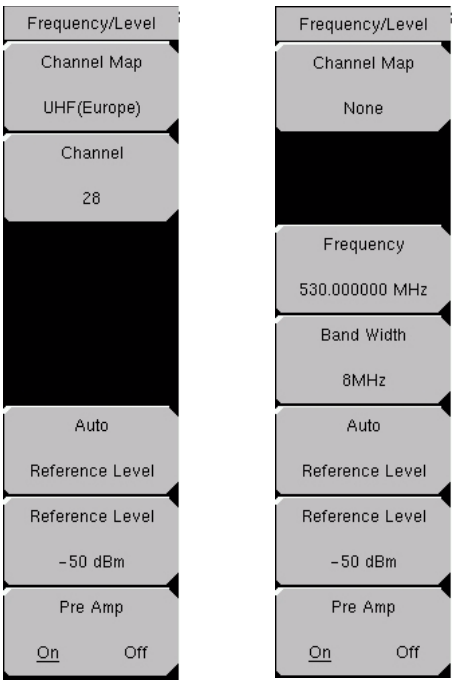 Frequency/Level
Channel Map
UHF(Europe)
Channel
28
Auto
Reference Level
Reference Level
-50 dBm
Pre Amp
On Off
Frequency/Level
Channel Map
None
Frequency
530.000000 MHz
Band Width
8MHz
Auto
Reference Level
Reference Level
-50 dBm
Pre Amp
On Off